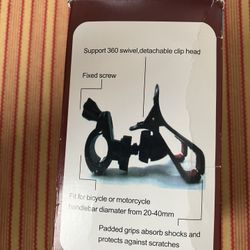 Support 360 swivel,detachable clip head
Fixed screw
Fit for bicycle or motorcycle
handlebar diamater from 20-40mm
Padded grips absorb shocks and
protects against scratches